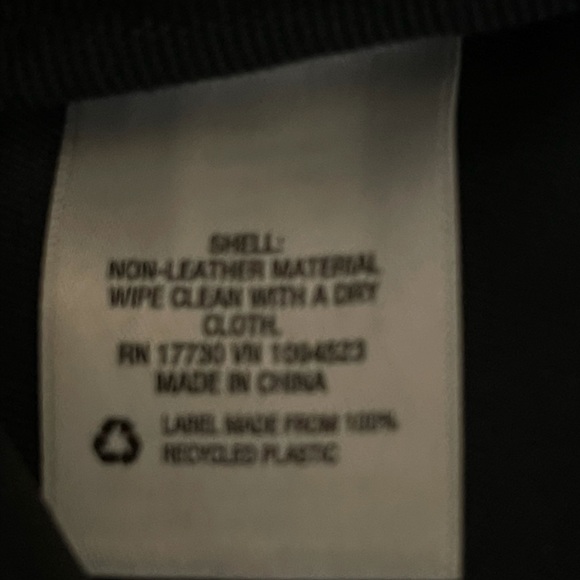 SHELL:
NON-LEATHER MATERIAL
WIPE CLEAN WITH A DRY
CLOTH.
RN 17730 VN 1094523
MADE IN CHINA
LABEL MADE FROM 100%
RECYCLED PLASTIC